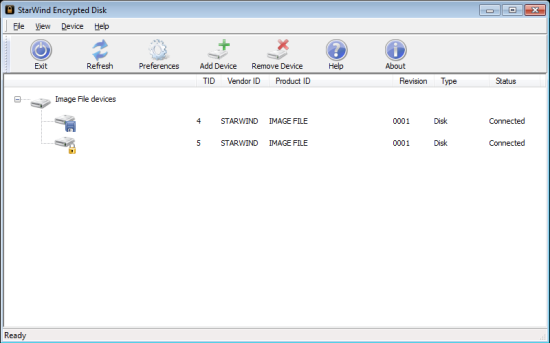 StarWind Encrypted Disk
File View Device Help
Exit Refresh Preferences Add Device Remove Device Help About
TID Vendor ID Product ID Revision Type Status
Image File devices
4 STARWIND IMAGE FILE 0001 Disk Connected
5 STARWIND IMAGE FILE 0001 Disk Connected
Ready